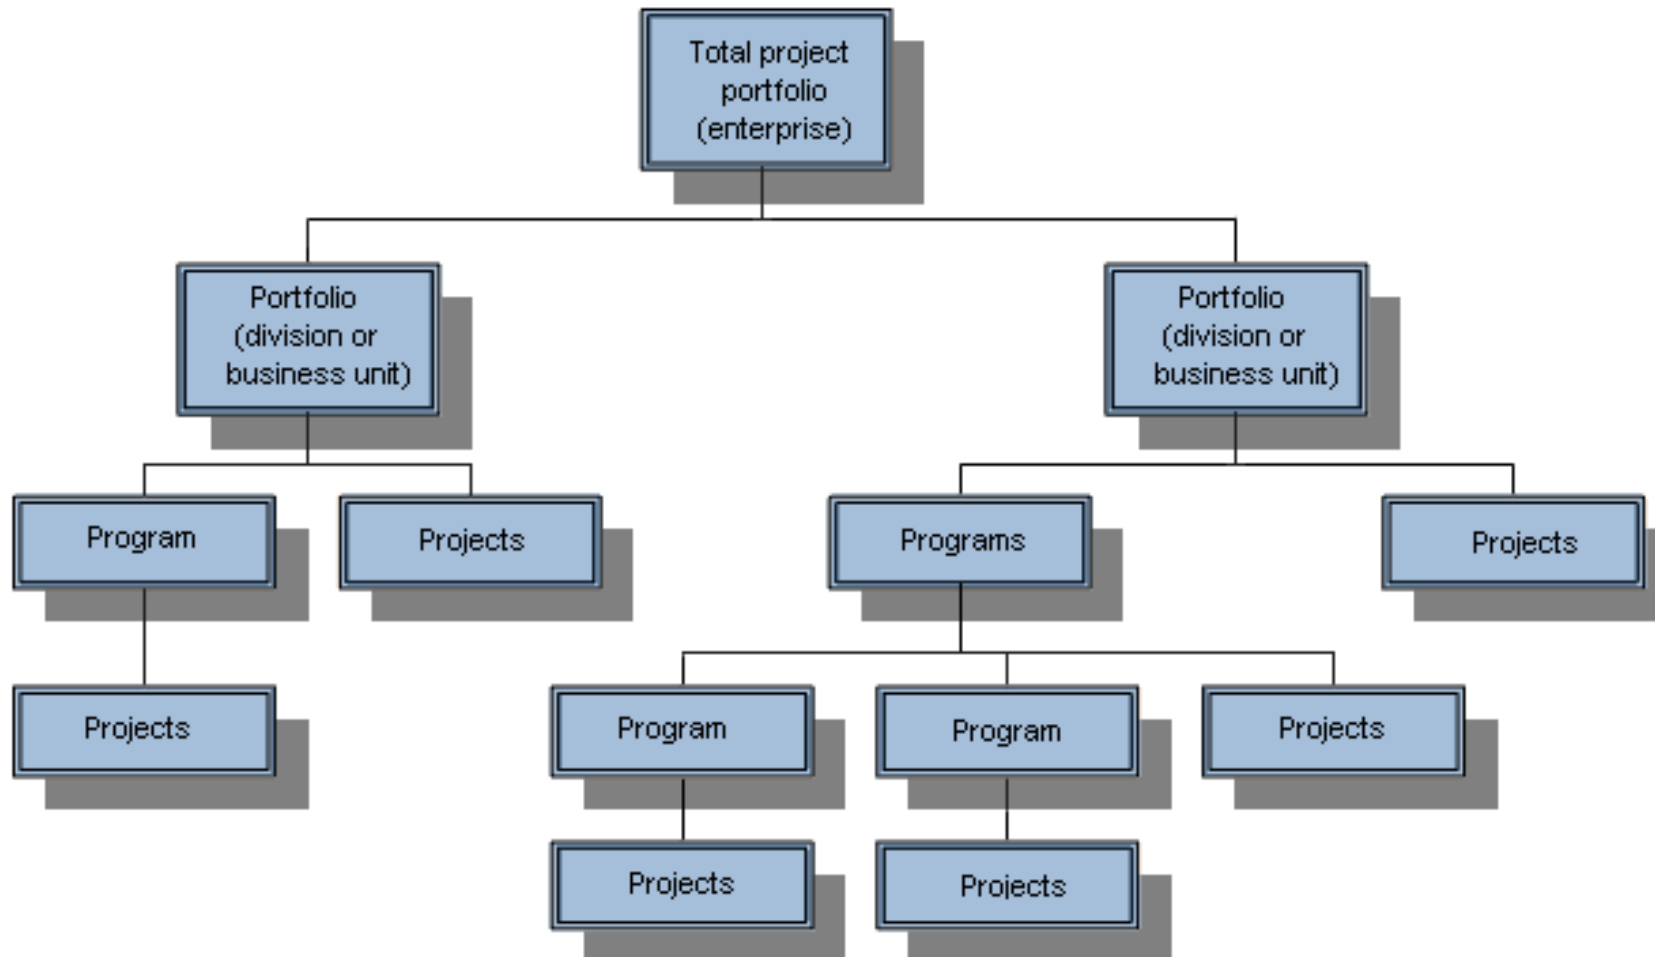 Total project
portfolio
(enterprise)
Portfolio
(division or
business unit)
Portfolio
(division or
business unit)
Program
Projects
Programs
Projects
Projects
Program
Program
Projects
Projects
Projects